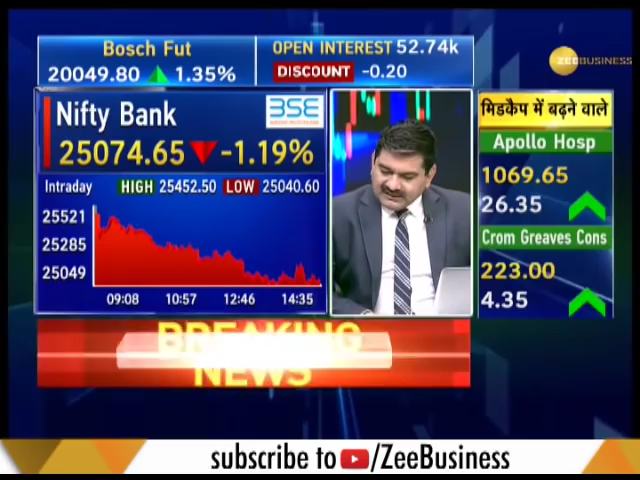 Bosch Fut
20049.80 1.35%
OPEN INTEREST 52.74k
DISCOUNT -0.20
ZEEBUSINESS
Nifty Bank
BSE
25074.65 -1.19%
Intraday HIGH 25452.50 LOW 25040.60
25521
25285
25049
09:08 10:57 12:46 14:35
मिडकैप में बढ़ने वाले
Apollo Hosp
1069.65
26.35
Crom Greaves Cons
223.00
4.35
BREAKING
NEWS
subscribe to /ZeeBusiness